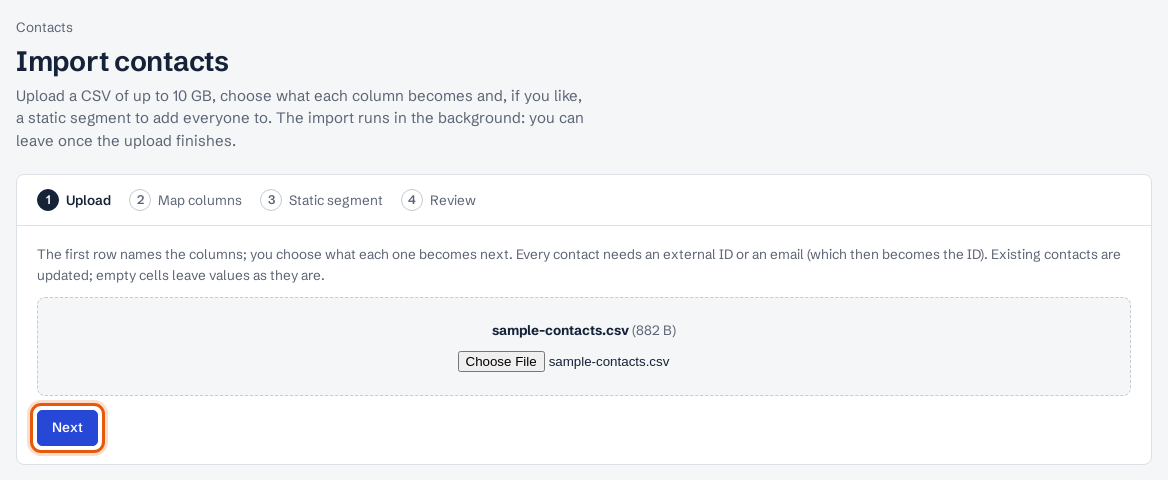 Contacts
Import contacts
Upload a CSV of up to 10 GB, choose what each column becomes and, if you like,
a static segment to add everyone to. The import runs in the background: you can
leave once the upload finishes.
1 Upload 2 Map columns 3 Static segment 4 Review
The first row names the columns; you choose what each one becomes next. Every contact needs an external ID or an email (which then becomes the ID). Existing contacts are
updated; empty cells leave values as they are.
sample-contacts.csv (882 B)
Choose File sample-contacts.csv
Next